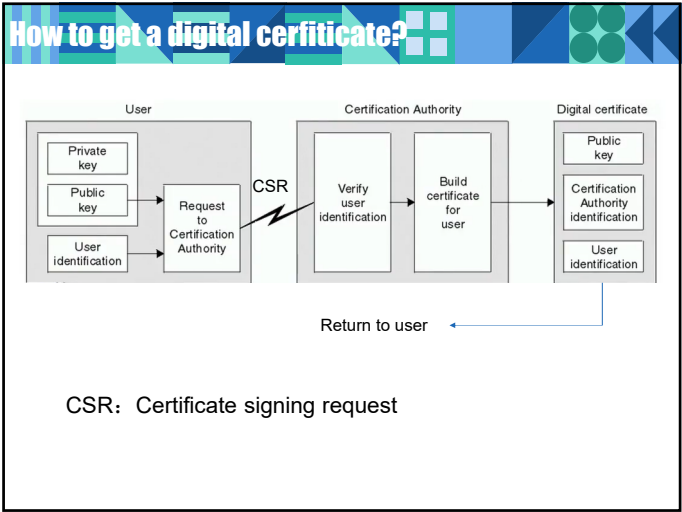 How to get a digital cerfiticate?
User
Certification Authority
Digital certificate
Private
key
Public
key
User
identification
Request
to
Certification
Authority
CSR
Verify
user
identification
Build
certificate
for
user
Public
key
Certification
Authority
identification
User
identification
Return to user
CSR：Certificate signing request